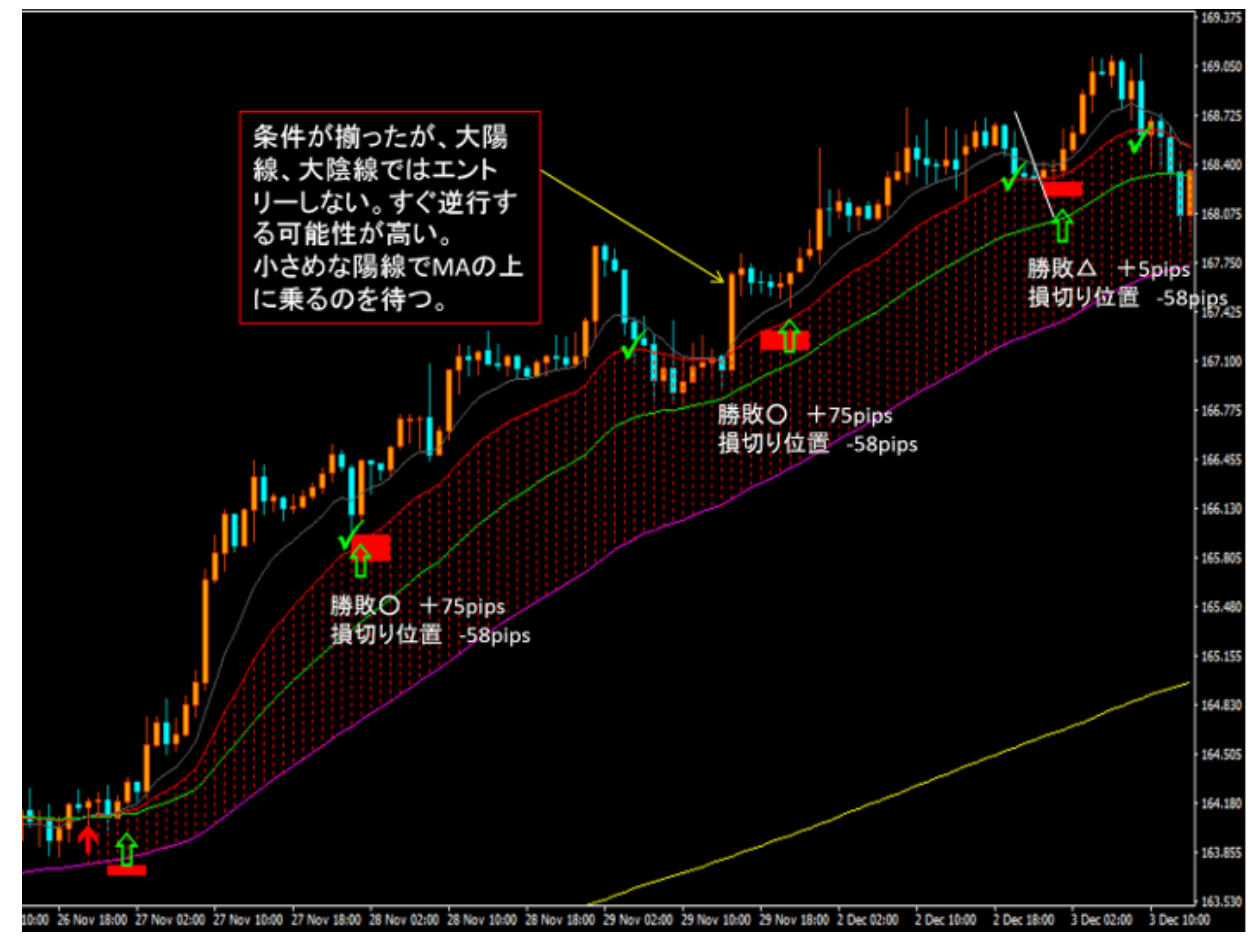 条件が揃ったが、大陽
線、大陰線ではエント
リーしない。すぐ逆行す
る可能性が高い。
小さめな陽線でMAの上
に乗るのを待つ。
勝敗△ ＋5pips
損切り位置 -58pips
勝敗〇 ＋75pips
損切り位置 -58pips
勝敗〇 ＋75pips
損切り位置 -58pips
169.375
169.050
168.725
168.400
168.075
167.750
167.425
167.100
166.775
166.455
166.130
165.805
165.480
165.155
164.830
164.505
164.180
163.855
163.530
10:00 26 Nov 18:00 27 Nov 02:00 27 Nov 10:00 27 Nov 18:00 28 Nov 02:00 28 Nov 10:00 28 Nov 18:00 29 Nov 02:00 29 Nov 10:00 29 Nov 18:00 2 Dec 02:00 2 Dec 10:00 2 Dec 18:00 3 Dec 02:00 3 Dec 10:00